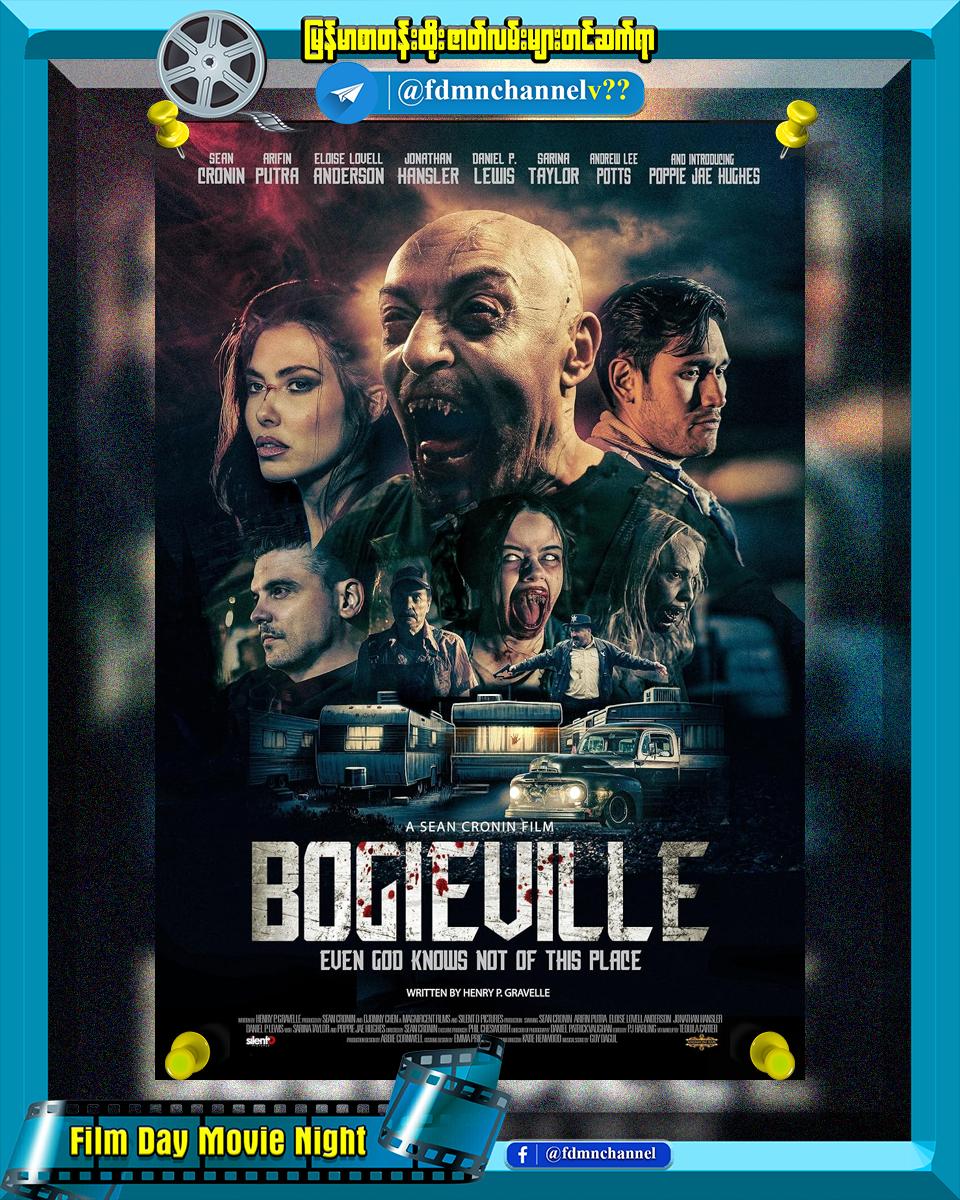 မြန်မာစာတန်းထိုးဇာတ်လမ်းများတင်ဆက်ရာ
@fdmnchannelv??
SEAN CRONIN
ARIFIN PUTRA
ELOISE LOVELL ANDERSON
JONATHAN HANSLER
DANIEL P. LEWIS
SARINA TAYLOR
ANDREW LEE POTTS
AND INTRODUCING POPPIE JAE HUGHES
A SEAN CRONIN FILM
BOGIEVILLE
EVEN GOD KNOWS NOT OF THIS PLACE
WRITTEN BY HENRY P. GRAVELLE
silent
Film Day Movie Night
@fdmnchannel